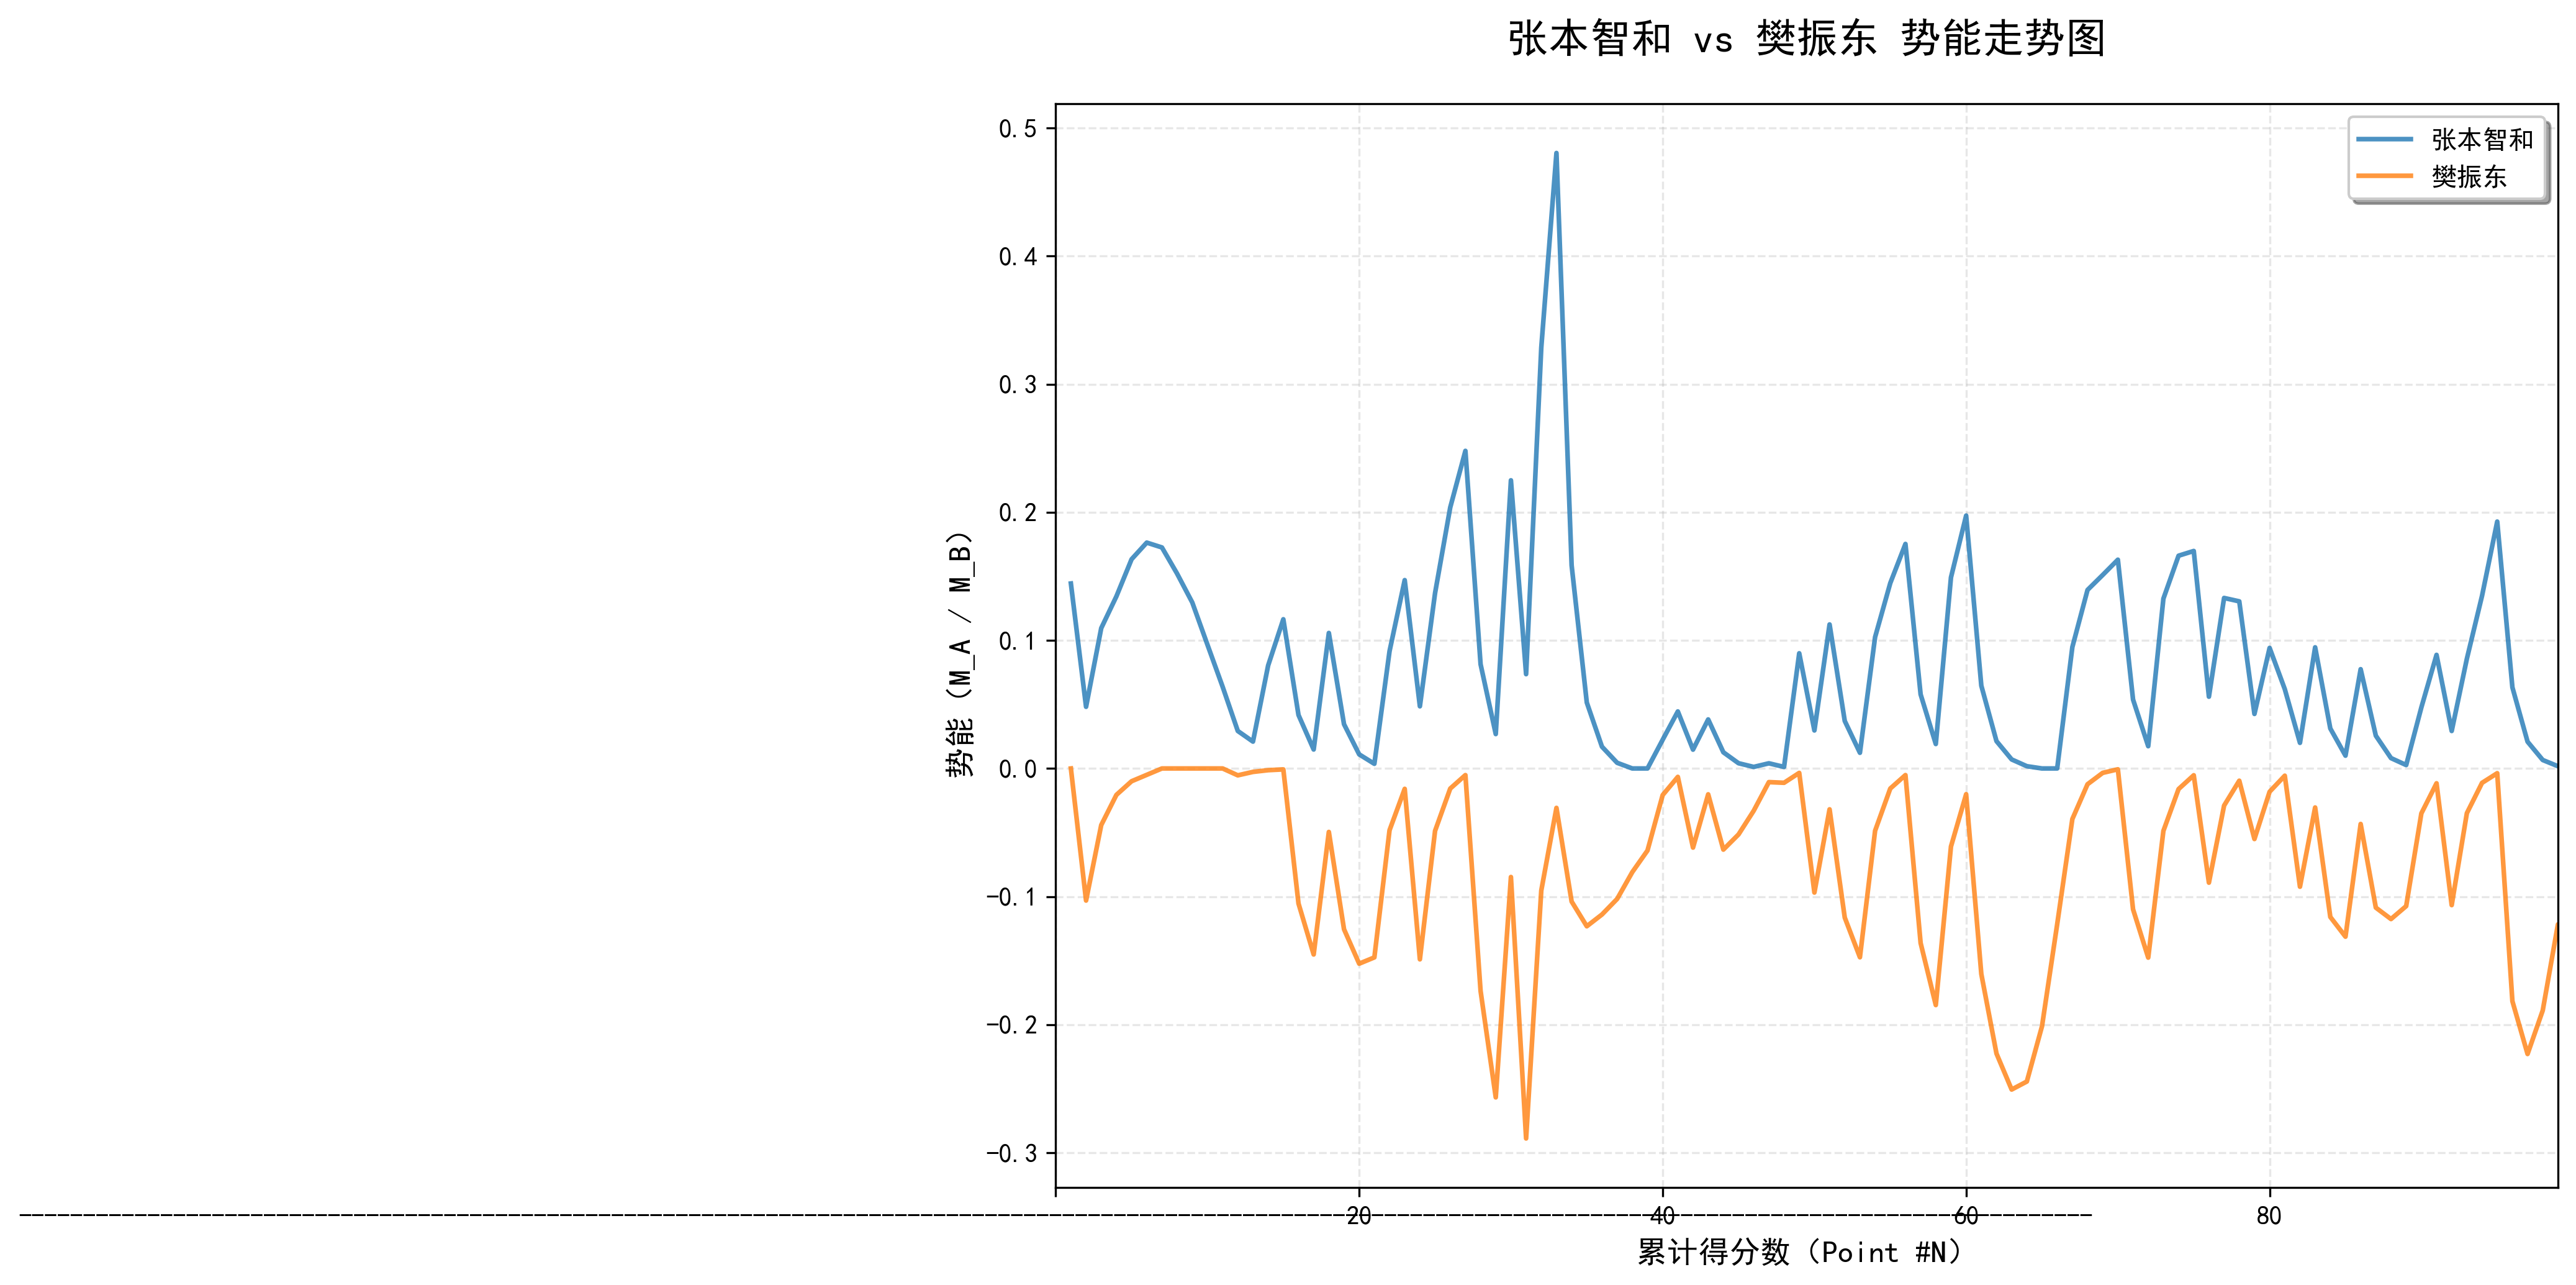 张本智和 vs 樊振东 势能走势图
张本智和
樊振东
0.5
0.4
0.3
0.2
0.1
0.0
-0.1
-0.2
-0.3
势能（M_A / M_B）
20 40 60 80
累计得分数（Point #N）